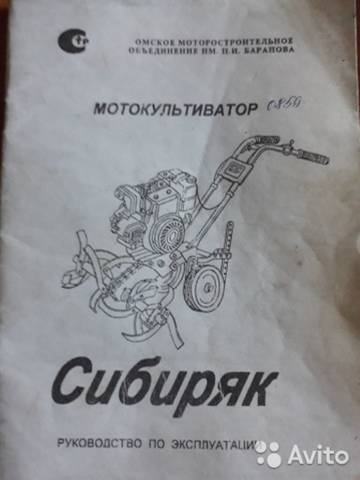 ОМСКОЕ МОТОРОСТРОИТЕЛЬНОЕ
ОБЪЕДИНЕНИЕ ИМ. П.И. БАРАНОВА
МОТОКУЛЬТИВАТОР
Сибиряк
РУКОВОДСТВО ПО ЭКСПЛУАТАЦИИ
Avito